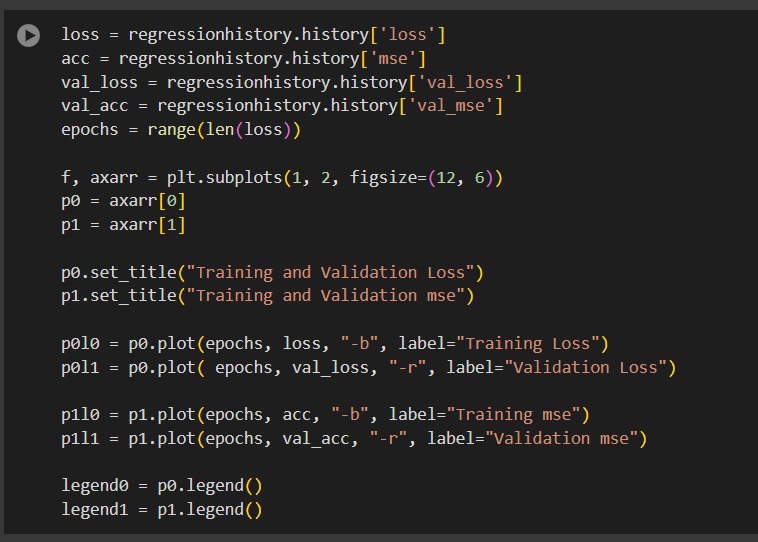 loss = regressionhistory.history['loss']
acc = regressionhistory.history['mse']
val_loss = regressionhistory.history['val_loss']
val_acc = regressionhistory.history['val_mse']
epochs = range(len(loss))
f, axarr = plt.subplots(1, 2, figsize=(12, 6))
p0 = axarr[0]
p1 = axarr[1]
p0.set_title("Training and Validation Loss")
p1.set_title("Training and Validation mse")
p0l0 = p0.plot(epochs, loss, "-b", label="Training Loss")
p0l1 = p0.plot( epochs, val_loss, "-r", label="Validation Loss")
p1l0 = p1.plot(epochs, acc, "-b", label="Training mse")
p1l1 = p1.plot(epochs, val_acc, "-r", label="Validation mse")
legend0 = p0.legend()
legend1 = p1.legend()